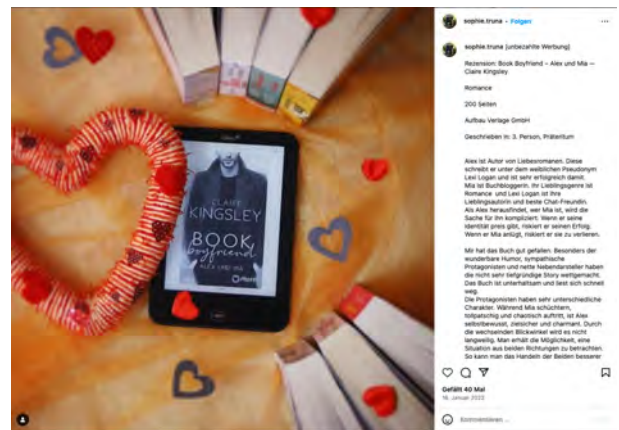 CLAIRE
KINGSLEY
BOOK
boyfriend
ALEX UND MIA
sophie.truna • Folgen
sophie.truna [unbezahlte Werbung]
Rezension: Book Boyfriend – Alex und Mia —
Claire Kingsley
Romance
200 Seiten
Aufbau Verlage GmbH
Geschrieben in: 3. Person, Präteritum
Alex ist Autor von Liebesromanen. Diese
schreibt er unter dem weiblichen Pseudonym
Lexi Logan und ist sehr erfolgreich damit.
Mia ist Buchbloggerin. Ihr Lieblingsgenre ist
Romance und Lexi Logan ist ihre
Lieblingsautorin und beste Chat-Freundin.
Als Alex herausfindet, wer Mia ist, wird die
Sache für ihn kompliziert: Wenn er seine
Identität preis gibt, riskiert er seinen Erfolg.
Wenn er Mia anlügt, riskiert er sie zu verlieren.
Mir hat das Buch gut gefallen. Besonders der
wunderbare Humor, sympathische
Protagonisten und nette Nebendarsteller haben
die nicht sehr tiefgründige Story wettgemacht.
Das Buch ist unterhaltsam und liest sich schnell
weg.
Die Protagonisten haben sehr unterschiedliche
Charakter. Während Mia schüchtern,
tollpatschig und chaotisch auftritt, ist Alex
selbstbewusst, zielsicher und charmant. Durch
die wechselnden Blickwinkel wird es nicht
langweilig. Man erhält die Möglichkeit, eine
Situation aus beiden Richtungen zu betrachten.
So kann man das Handeln der Beiden besserer
Gefällt 40 Mal
Kommentieren ...